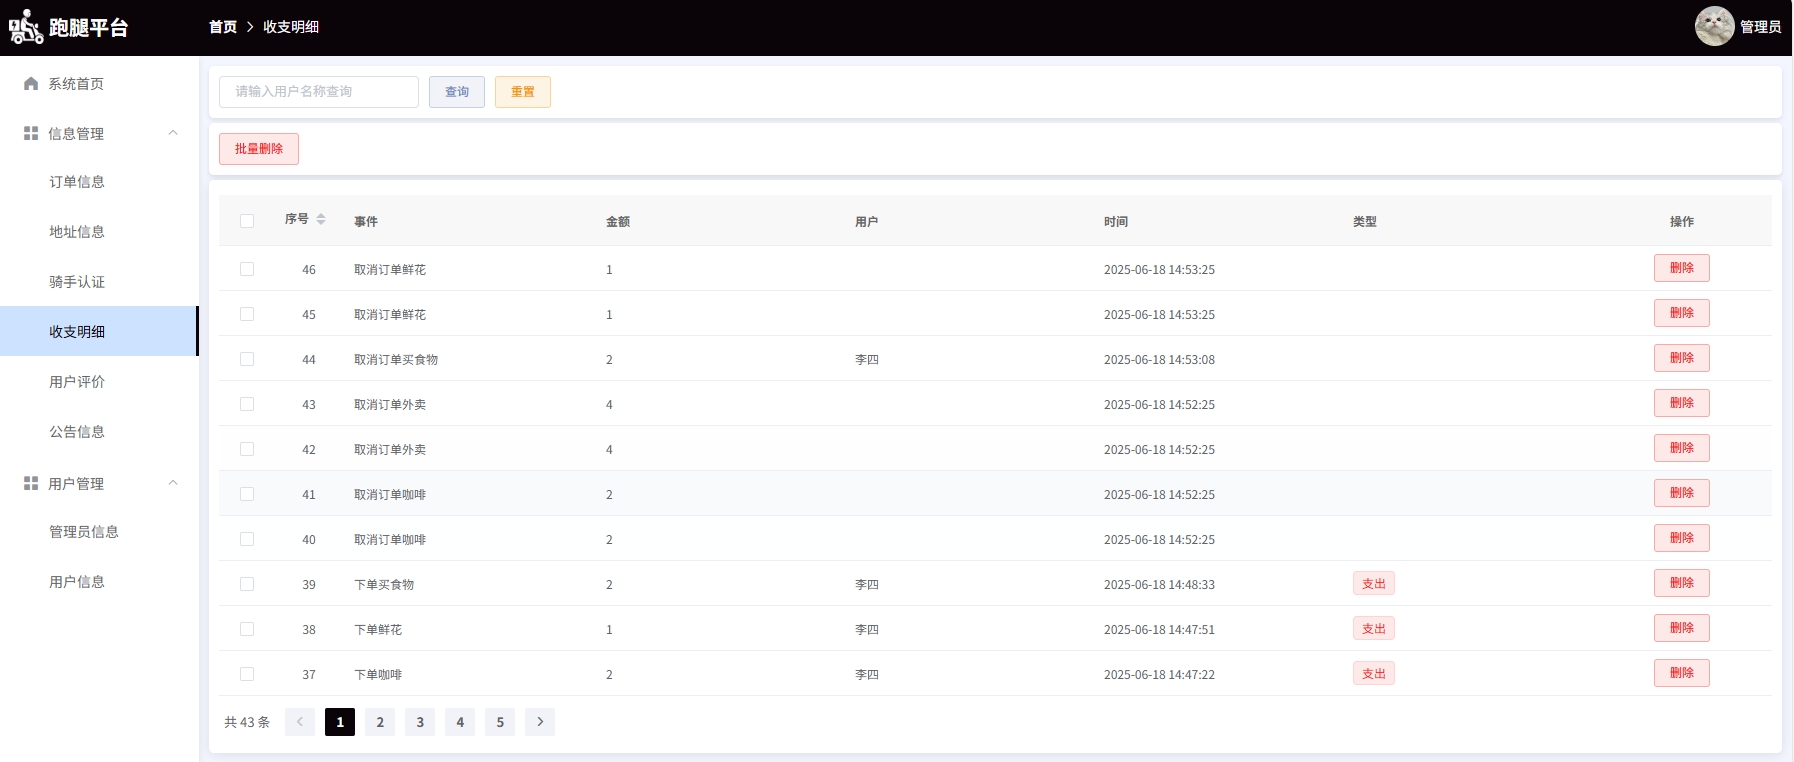 跑腿平台
首页 > 收支明细
管理员
系统首页
信息管理
订单信息
地址信息
骑手认证
收支明细
用户评价
公告信息
用户管理
管理员信息
用户信息
请输入用户名称查询 查询 重置
批量删除
序号 事件 金额 用户 时间 类型 操作
46 取消订单鲜花 1 2025-06-18 14:53:25 删除
45 取消订单鲜花 1 2025-06-18 14:53:25 删除
44 取消订单买食物 2 李四 2025-06-18 14:53:08 删除
43 取消订单外卖 4 2025-06-18 14:52:25 删除
42 取消订单外卖 4 2025-06-18 14:52:25 删除
41 取消订单咖啡 2 2025-06-18 14:52:25 删除
40 取消订单咖啡 2 2025-06-18 14:52:25 删除
39 下单买食物 2 李四 2025-06-18 14:48:33 支出 删除
38 下单鲜花 1 李四 2025-06-18 14:47:51 支出 删除
37 下单咖啡 2 李四 2025-06-18 14:47:22 支出 删除
共 43 条 < 1 2 3 4 5 >